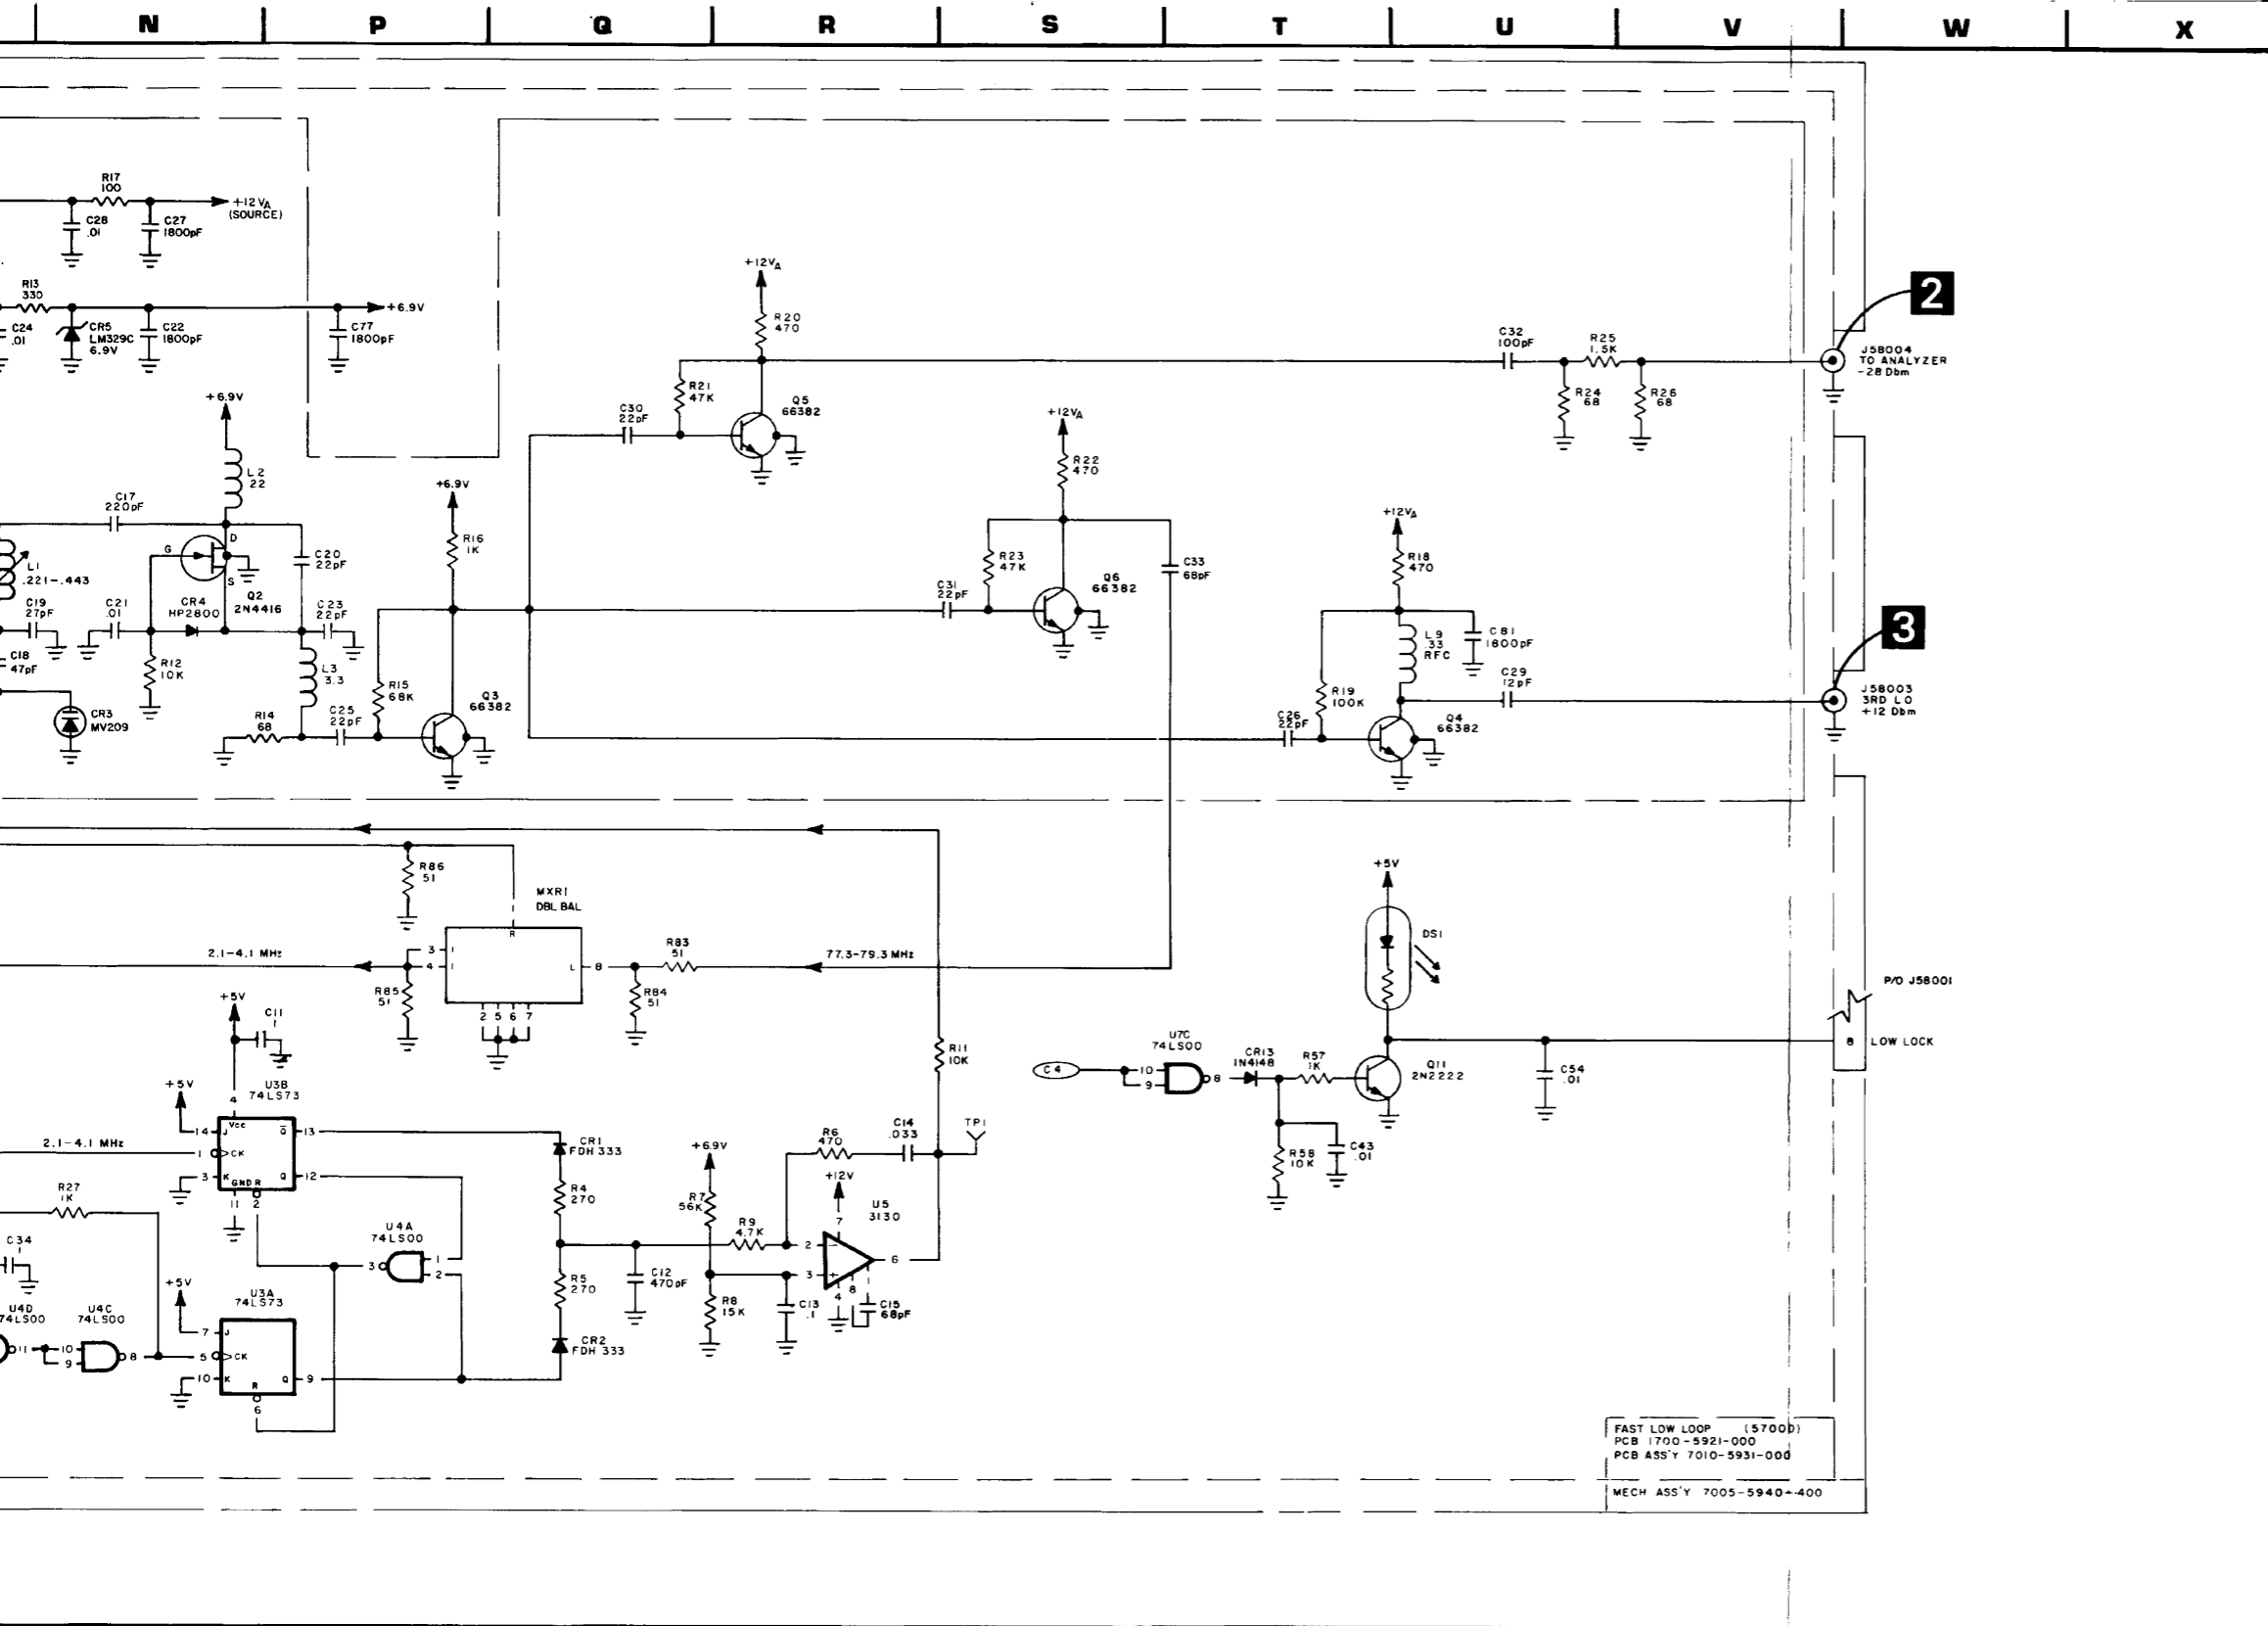 N P Q R S T U V W X
R17
100
+12VA
(SOURCE)
C28
.01
C27
1800pF
R13
330
+6.9V
C24
.01
CR5
LM329C
6.9V
C22
1800pF
C77
1800pF
+12VA
R20
470
2
C32
100pF
R25
1.5K
J58004
TO ANALYZER
-28 Dbm
R21
47K
R24
68
R26
68
Q5
66382
C30
22pF
+6.9V
L2
22
+12VA
R22
470
C17
220pF
+6.9V
R16
1K
+12VA
R18
470
G
D
S
C20
22pF
L1
.221-.443
R23
47K
C33
68pF
Q6
66382
C31
22pF
C19
27pF
C21
.01
CR4
HP2800
Q2
2N4416
C23
22pF
3
L9
.33
RFC
C81
1800pF
C18
47pF
R12
10K
L3
3.3
R15
68K
Q3
66382
R19
100K
C29
12pF
J58003
3RD LO
+12 Dbm
CR3
MV209
R14
68
C25
22pF
C26
22pF
Q4
66382
R86
51
MXR1
DBL BAL
R
+5V
DS1
2.1-4.1 MHz
3 I
4 I
L 8
R83
51
77.3-79.3 MHz
R85
51
R84
51
2 5 6 7
P/O J58001
+5V
C11
1
R11
10K
U7C
74LS00
8 LOW LOCK
C4
10
9
8
CR13
1N4148
R57
1K
Q11
2N2222
C54
.01
+5V
U3B
74LS73
4
Vcc
14 J Q̅ 13
2.1-4.1 MHz
1 CK
3 K GND R Q 12
11 2
CR1
FDH 333
+6.9V
R6
470
C14
.033
TP1
R58
10K
C43
.01
R27
1K
R4
270
R7
56K
+12V
7
U5
3130
C34
1
U4A
74LS00
3
1
2
R9
4.7K
2 -
3 +
6
4 8 1
+5V
U3A
74LS73
R5
270
C12
470pF
R8
15K
C13
.1
C15
68pF
U4D
74LS00
U4C
74LS00
11
10
9
8
7 J
5 CK
10 K R Q 9
6
CR2
FDH 333
FAST LOW LOOP (57000)
PCB 1700-5921-000
PCB ASS'Y 7010-5931-000
MECH ASS'Y 7005-5940-400